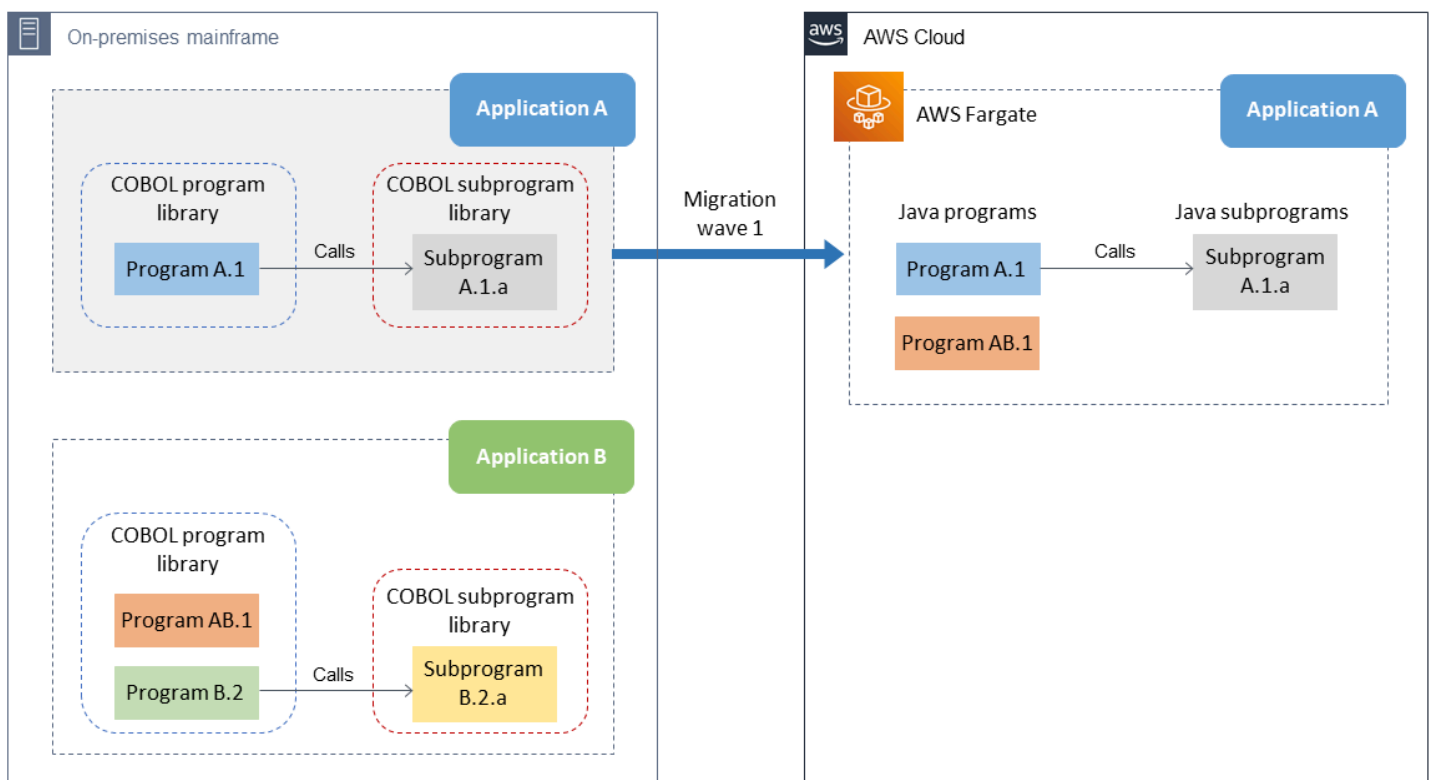 On-premises mainframe
Application A
COBOL program
library
Program A.1
Calls
COBOL subprogram
library
Subprogram
A.1.a
Application B
COBOL program
library
Program AB.1
Program B.2
Calls
COBOL subprogram
library
Subprogram
B.2.a
Migration
wave 1
aws
AWS Cloud
AWS Fargate
Application A
Java programs
Program A.1
Calls
Java subprograms
Subprogram
A.1.a
Program AB.1